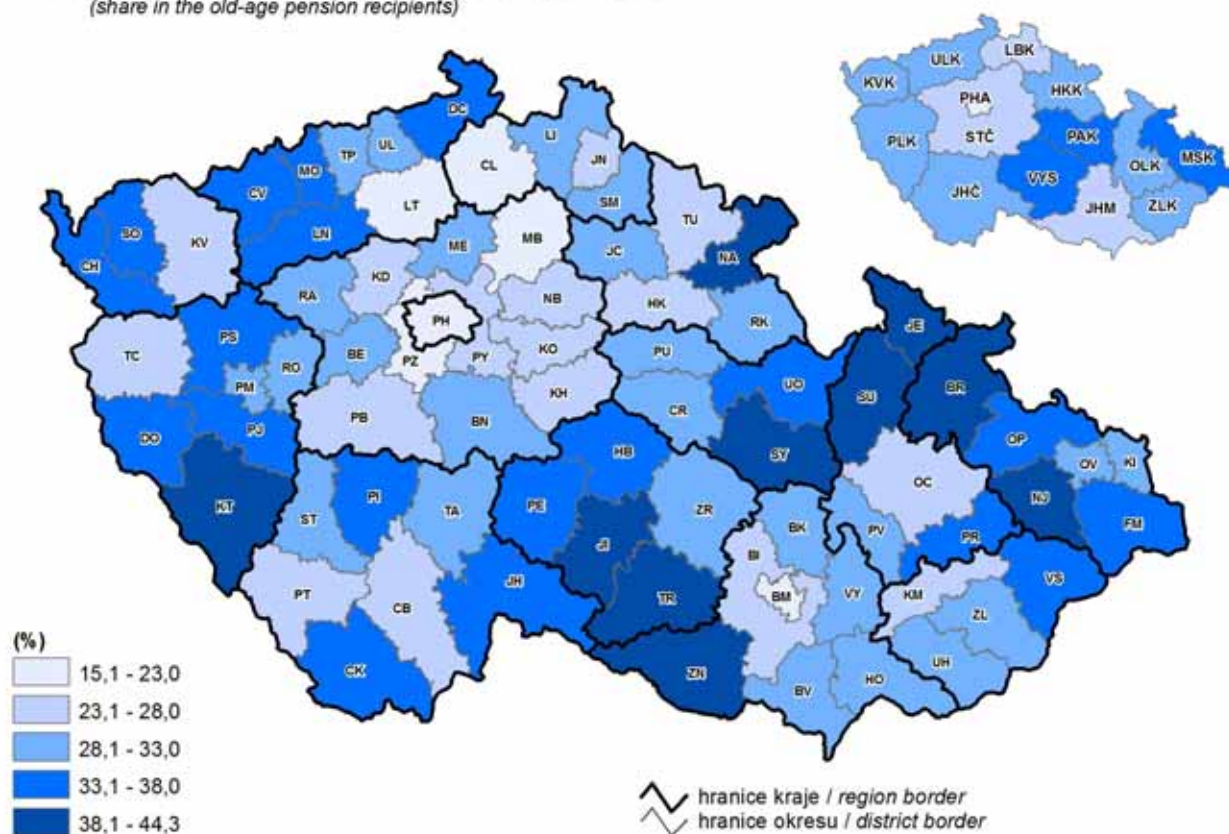 (share in the old-age pension recipients)
LBK
ULK
KVK
HKK
PHA
STČ
PLK
PAK
MSK
OLK
VYS
JHČ
JHM
ZLK
DC
LI
UL
TP
JN
CL
MO
CV
LT
SM
TU
SO
KV
LN
MB
ME
JC
NA
CH
KD
RA
NB
HK
PH
RK
JE
PS
TC
BE
PZ
PY
KO
PU
RO
UO
BR
PM
KH
SU
PB
BN
CR
DO
PJ
OP
HB
SY
OV
KI
OC
NJ
KT
ST
PI
TA
PE
ZR
FM
BK
PV
PR
JI
BI
VS
JH
PT
CB
TR
BM
VY
KM
ZL
UH
CK
ZN
BV
HO
(%)
15,1 - 23,0
23,1 - 28,0
28,1 - 33,0
33,1 - 38,0
38,1 - 44,3
hranice kraje / region border
hranice okresu / district border